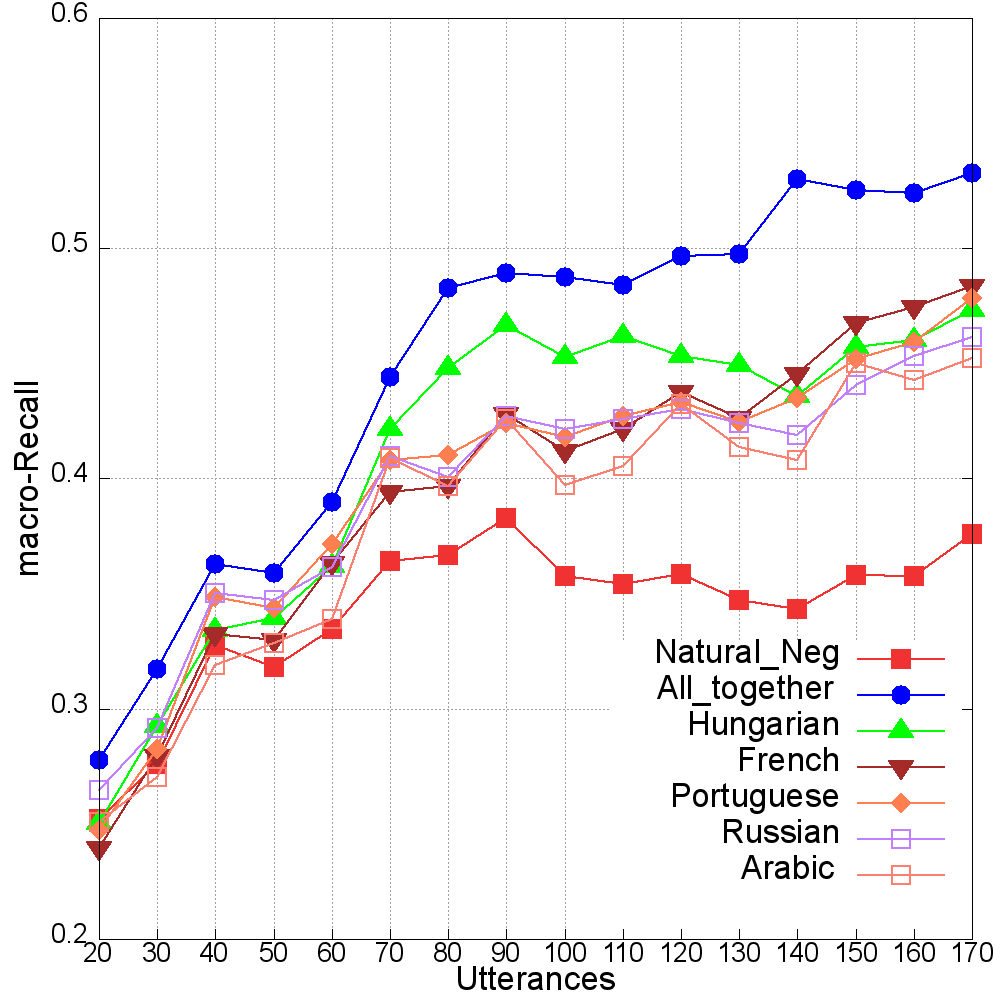 0.6
0.5
0.4
0.3
0.2
macro-Recall
Natural_Neg
All_together
Hungarian
French
Portuguese
Russian
Arabic
20 30 40 50 60 70 80 90 100 110 120 130 140 150 160 170
Utterances